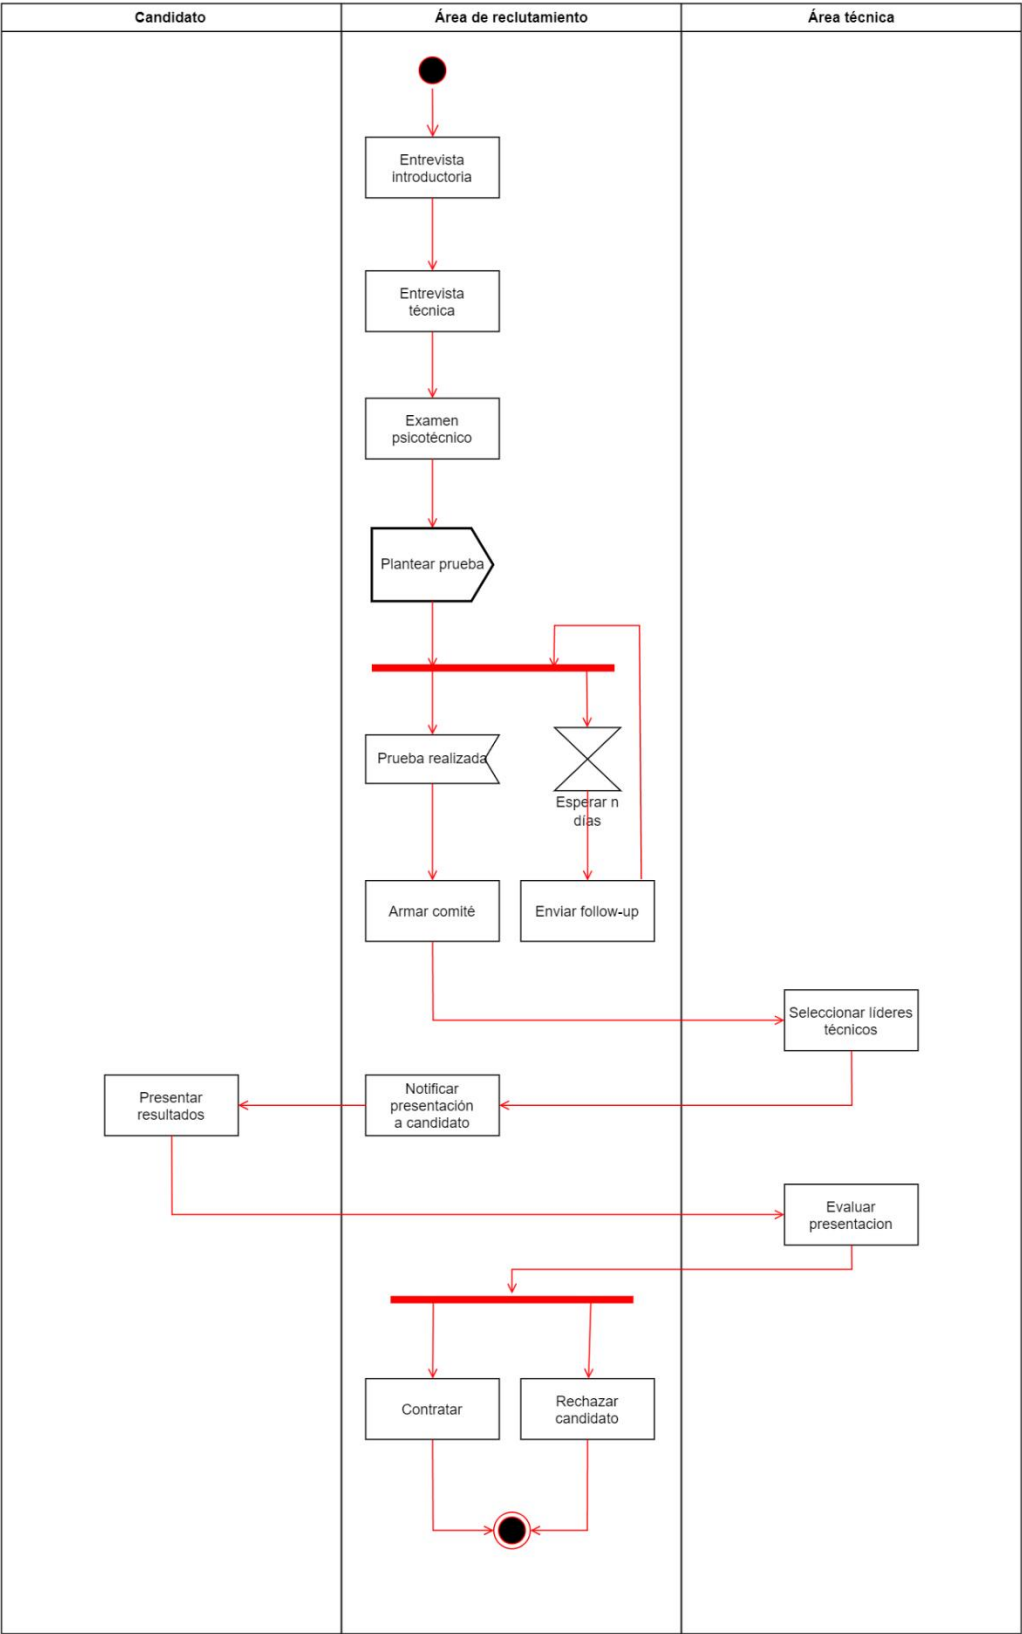 Candidato
Área de reclutamiento
Área técnica
Entrevista
introductoria
Entrevista
técnica
Examen
psicotécnico
Plantear prueba
Prueba realizada
Esperar n
días
Armar comité
Enviar follow-up
Seleccionar líderes
técnicos
Presentar
resultados
Notificar
presentación
a candidato
Evaluar
presentacion
Contratar
Rechazar
candidato